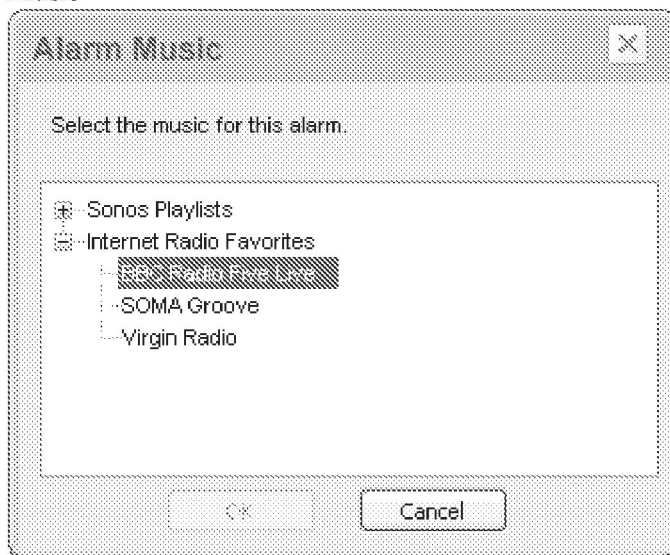 Alarm Music
Select the music for this alarm.
Sonos Playlists
Internet Radio Favorites
BBC Radio Five Live
SOMA Groove
Virgin Radio
OK
Cancel